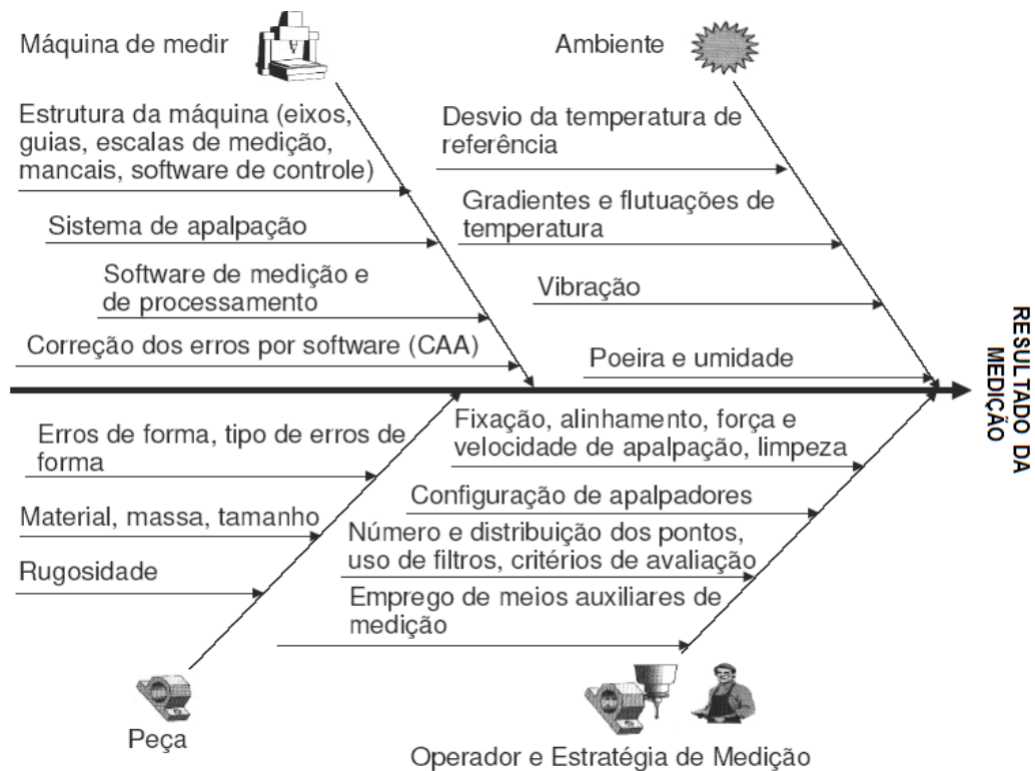 Máquina de medir
Estrutura da máquina (eixos,
guias, escalas de medição,
mancais, software de controle)
Sistema de apalpação
Software de medição e
de processamento
Correção dos erros por software (CAA)
Ambiente
Desvio da temperatura de
referência
Gradientes e flutuações de
temperatura
Vibração
Poeira e umidade
RESULTADO DA
MEDIÇÃO
Erros de forma, tipo de erros de
forma
Material, massa, tamanho
Rugosidade
Peça
Fixação, alinhamento, força e
velocidade de apalpação, limpeza
Configuração de apalpadores
Número e distribuição dos pontos,
uso de filtros, critérios de avaliação
Emprego de meios auxiliares de
medição
Operador e Estratégia de Medição